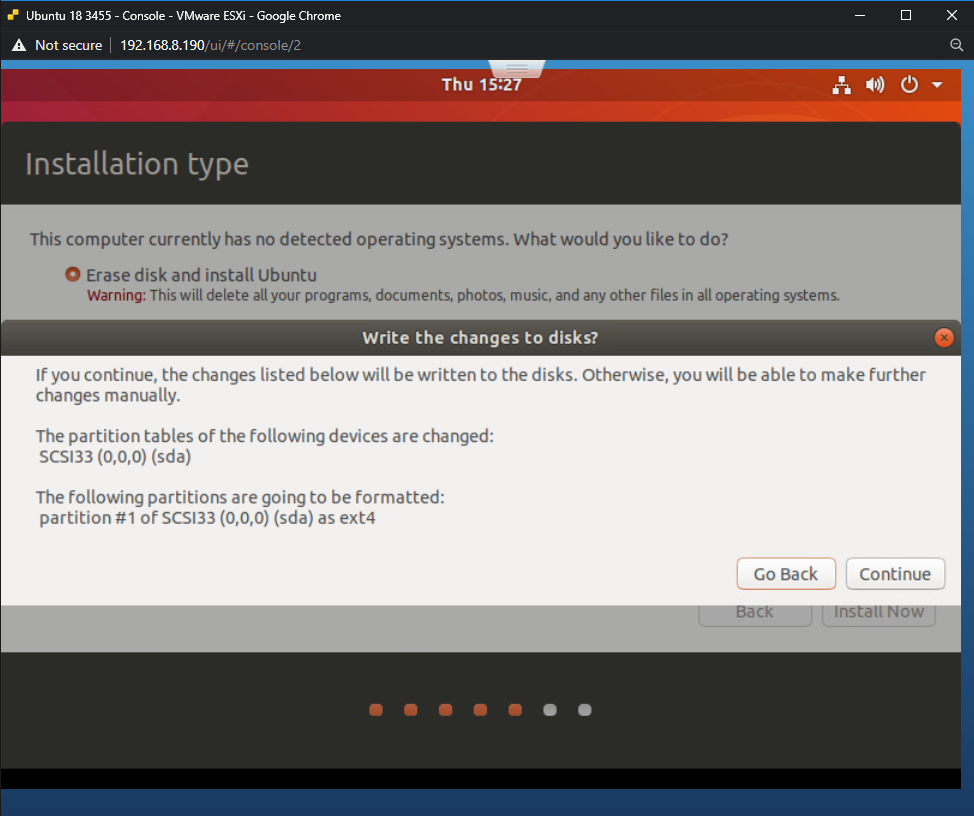 Ubuntu 18 3455 - Console - VMware ESXi - Google Chrome
Not secure 192.168.8.190/ui/#/console/2
Thu 15:27
Installation type
This computer currently has no detected operating systems. What would you like to do?
Erase disk and install Ubuntu
Warning: This will delete all your programs, documents, photos, music, and any other files in all operating systems.
Write the changes to disks?
If you continue, the changes listed below will be written to the disks. Otherwise, you will be able to make further
changes manually.
The partition tables of the following devices are changed:
SCSI33 (0,0,0) (sda)
The following partitions are going to be formatted:
partition #1 of SCSI33 (0,0,0) (sda) as ext4
Go Back Continue
Back Install Now